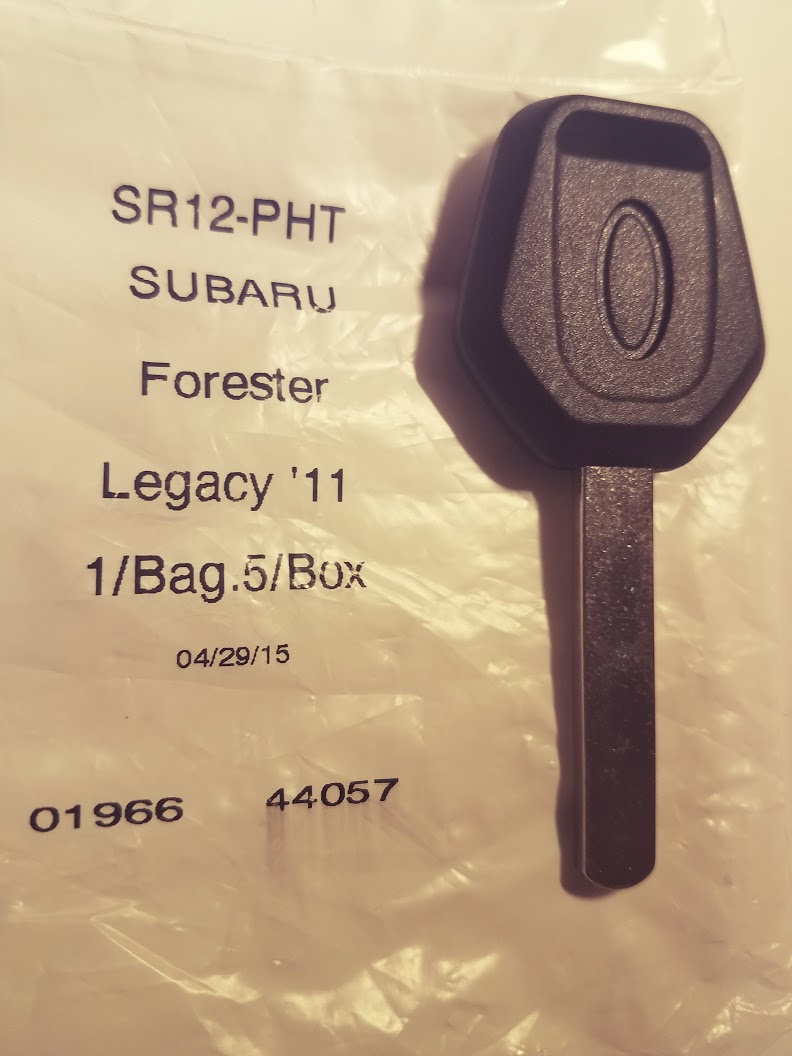 SR12-PHT
SUBARU
Forester
Legacy '11
1/Bag.5/Box
04/29/15
01966 44057